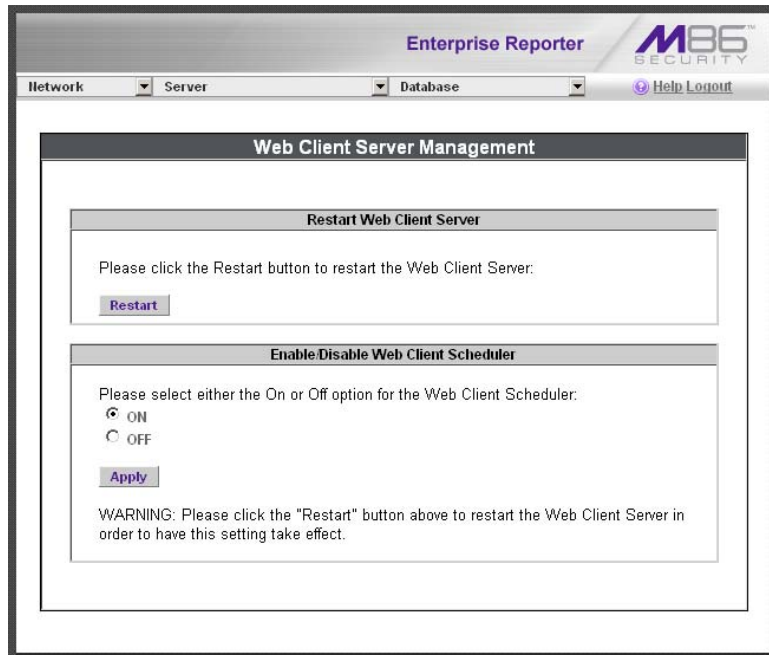 Enterprise Reporter
M86
SECURITY
™
Network
Server
Database
Help Logout
Web Client Server Management
Restart Web Client Server
Please click the Restart button to restart the Web Client Server:
Restart
Enable/Disable Web Client Scheduler
Please select either the On or Off option for the Web Client Scheduler:
ON
OFF
Apply
WARNING: Please click the "Restart" button above to restart the Web Client Server in
order to have this setting take effect.